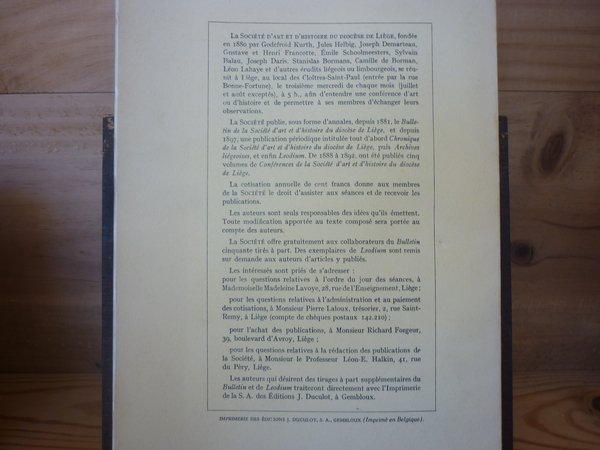 La Société d'art et d'histoire du diocèse de Liège, fondée
en 1880 par Godefroid Kurth, Jules Helbig, Joseph Demarteau,
Gustave et Henri Francotte, Émile Schoolmeesters, Sylvain
Balau, Joseph Daris, Stanislas Bormans, Camille de Borman,
Léon Lahaye et d'autres érudits liégeois ou limbourgeois, se réu-
nit à Liège, au local des Cloîtres-Saint-Paul (entrée par la rue
Bonne-Fortune), le troisième mercredi de chaque mois (juillet
et août exceptés), à 5 h., afin d'entendre une conférence d'art
ou d'histoire et de permettre à ses membres d'échanger leurs
observations.
La Société publie, sous forme d'annales, depuis 1881, le Bulle-
tin de la Société d'art et d'histoire du diocèse de Liège, et depuis
1897, une publication périodique intitulée tout d'abord Chronique
de la Société d'art et d'histoire du diocèse de Liège, puis Archives
liégeoises, et enfin Leodium. De 1888 à 1892, ont été publiés cinq
volumes de Conférences de la Société d'art et d'histoire du diocèse
de Liège.
La cotisation annuelle de cent francs donne aux membres de
la Société le droit d'assister aux séances et de recevoir les
publications.
Les auteurs sont seuls responsables des idées qu'ils émettent.
Toute modification apportée au texte composé sera portée au
compte des auteurs.
La Société offre gratuitement aux collaborateurs du Bulletin
cinquante tirés à part. Des exemplaires de Leodium sont remis
sur demande aux auteurs d'articles y publiés.
Les intéressés sont priés de s'adresser :
pour les questions relatives à l'ordre du jour des séances, à
Mademoiselle Madeleine Lavoye, 28, rue de l'Enseignement, Liège ;
pour les questions relatives à l'administration et au paiement
des cotisations, à Monsieur Pierre Laloux, trésorier, 2, rue Saint-
Remy, à Liège (compte de chèques postaux 142.210) ;
pour l'achat des publications, à Monsieur Richard Forgeur,
39, boulevard d'Avroy, Liège ;
pour les questions relatives à la rédaction des publications de
la Société, à Monsieur le Professeur Léon-E. Halkin, 41, rue
du Péry, Liège.
Les auteurs qui désirent des tirages à part supplémentaires du
Bulletin et de Leodium traiteront directement avec l'Imprimerie
de la S. A. des Éditions J. Duculot, à Gembloux.
IMPRIMERIE DES ÉDITIONS J. DUCULOT, S. A., GEMBLOUX (Imprimé en Belgique).